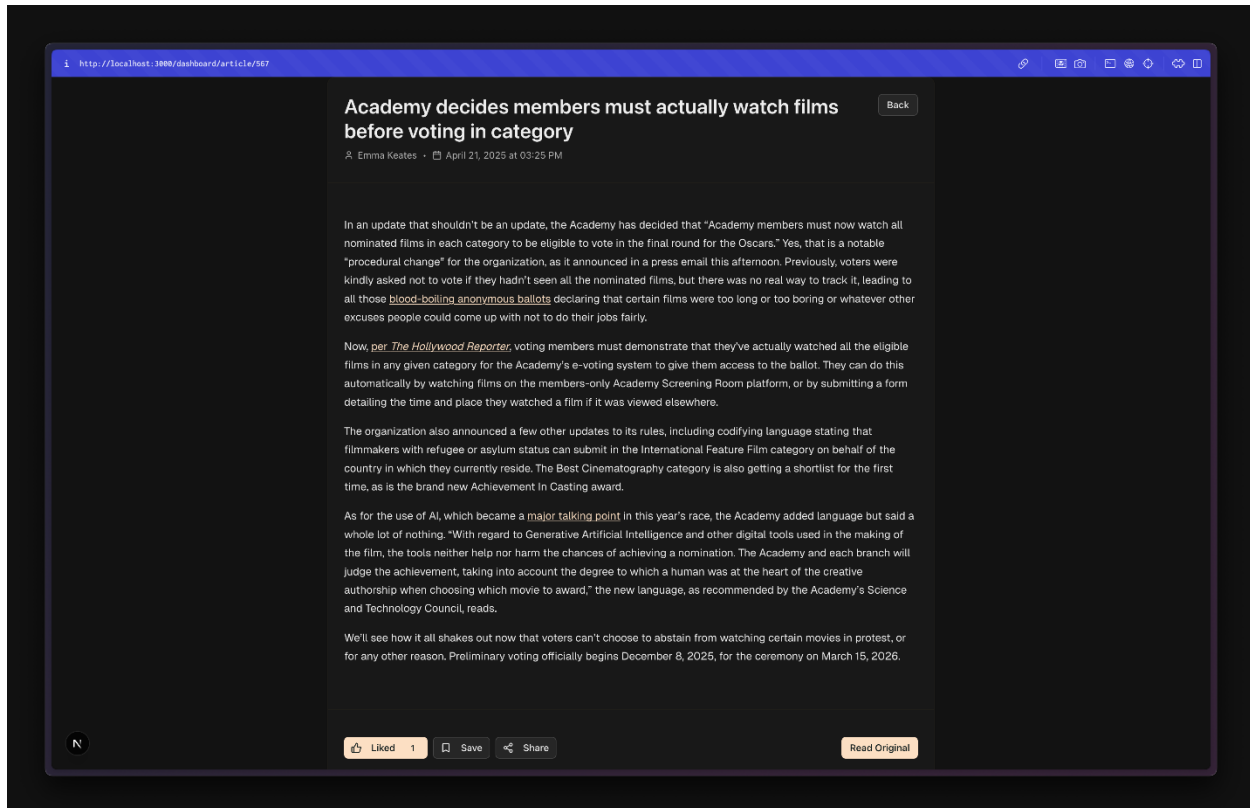 i http://localhost:3000/dashboard/article/567
Academy decides members must actually watch films
before voting in category
Back
Emma Keates • April 21, 2025 at 03:25 PM
In an update that shouldn’t be an update, the Academy has decided that “Academy members must now watch all
nominated films in each category to be eligible to vote in the final round for the Oscars.” Yes, that is a notable
“procedural change” for the organization, as it announced in a press email this afternoon. Previously, voters were
kindly asked not to vote if they hadn’t seen all the nominated films, but there was no real way to track it, leading to
all those blood-boiling anonymous ballots declaring that certain films were too long or too boring or whatever other
excuses people could come up with not to do their jobs fairly.
Now, per The Hollywood Reporter, voting members must demonstrate that they’ve actually watched all the eligible
films in any given category for the Academy’s e-voting system to give them access to the ballot. They can do this
automatically by watching films on the members-only Academy Screening Room platform, or by submitting a form
detailing the time and place they watched a film if it was viewed elsewhere.
The organization also announced a few other updates to its rules, including codifying language stating that
filmmakers with refugee or asylum status can submit in the International Feature Film category on behalf of the
country in which they currently reside. The Best Cinematography category is also getting a shortlist for the first
time, as is the brand new Achievement In Casting award.
As for the use of AI, which became a major talking point in this year’s race, the Academy added language but said a
whole lot of nothing. “With regard to Generative Artificial Intelligence and other digital tools used in the making of
the film, the tools neither help nor harm the chances of achieving a nomination. The Academy and each branch will
judge the achievement, taking into account the degree to which a human was at the heart of the creative
authorship when choosing which movie to award,” the new language, as recommended by the Academy’s Science
and Technology Council, reads.
We’ll see how it all shakes out now that voters can’t choose to abstain from watching certain movies in protest, or
for any other reason. Preliminary voting officially begins December 8, 2025, for the ceremony on March 15, 2026.
N
Liked 1
Save
Share
Read Original